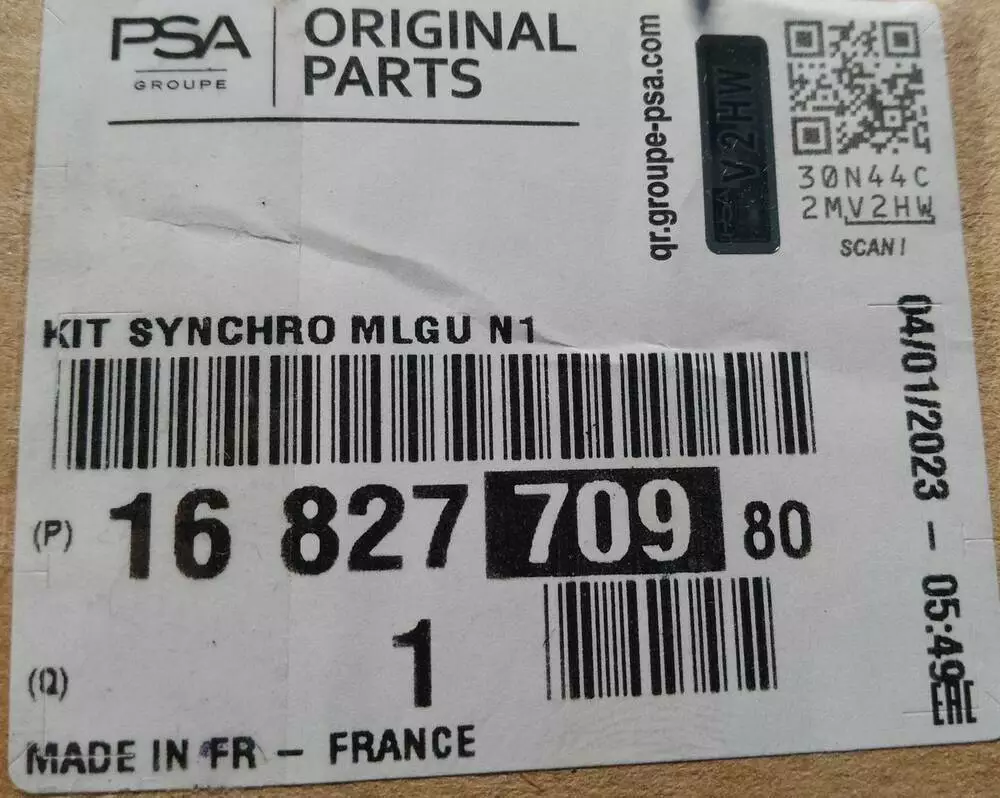 PSA
GROUPE
ORIGINAL
PARTS
qr.groupe-psa.com
V2HW
30N44C
2MV2HW
SCAN!
KIT SYNCHRO MLGU N1
(P) 16 827 709 80
(Q) 1
MADE IN FR - FRANCE
04/01/2023 - 05:49
EAC